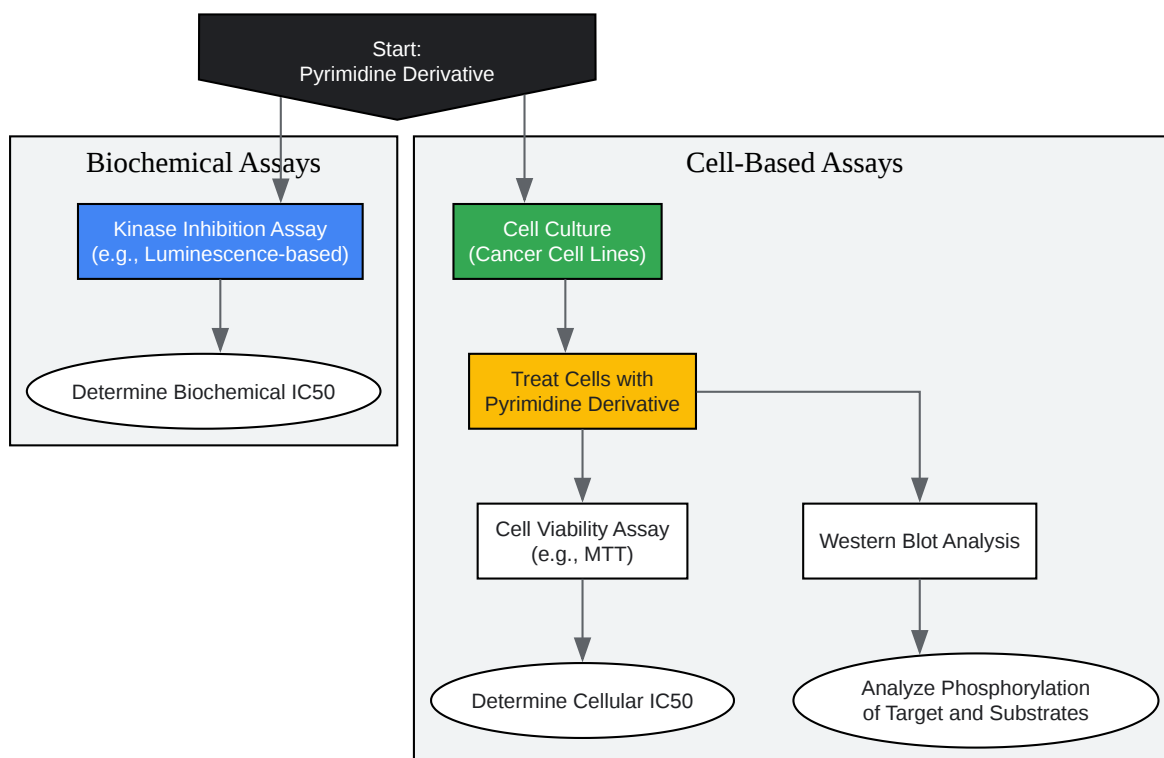 Start:
Pyrimidine Derivative
Biochemical Assays
Kinase Inhibition Assay
(e.g., Luminescence-based)
Determine Biochemical IC50
Cell-Based Assays
Cell Culture
(Cancer Cell Lines)
Treat Cells with
Pyrimidine Derivative
Cell Viability Assay
(e.g., MTT)
Western Blot Analysis
Determine Cellular IC50
Analyze Phosphorylation
of Target and Substrates